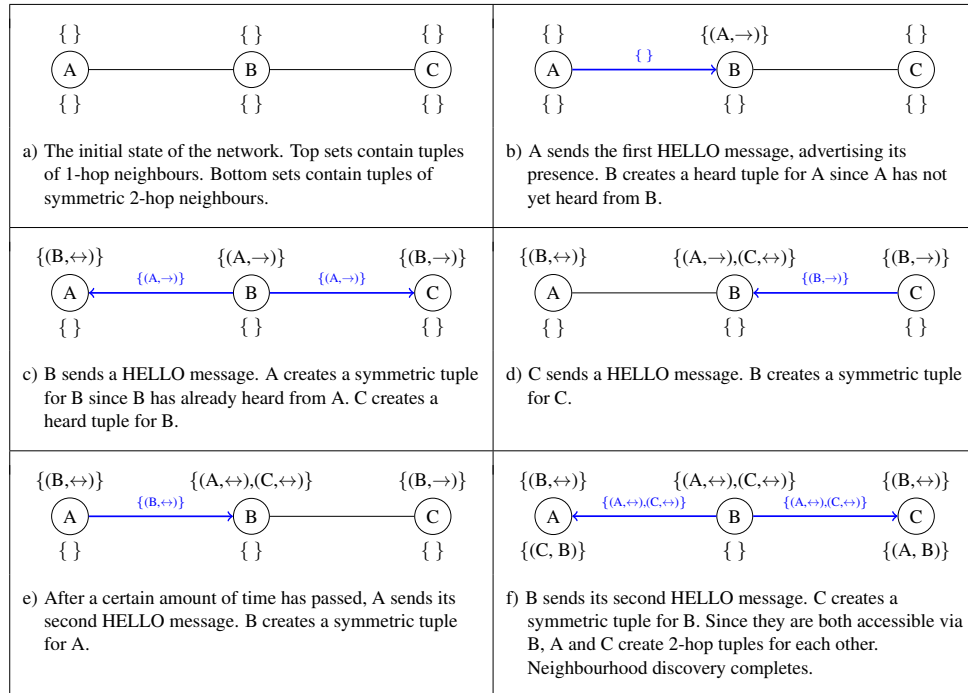 { } { } { }
A B C
{ } { } { }
a) The initial state of the network. Top sets contain tuples
of 1-hop neighbours. Bottom sets contain tuples of
symmetric 2-hop neighbours.
{ } {(A,→)} { }
{ }
A B C
{ } { } { }
b) A sends the first HELLO message, advertising its
presence. B creates a heard tuple for A since A has not
yet heard from B.
{(B,↔)} {(A,→)} {(B,→)}
{(A,→)} {(A,→)}
A B C
{ } { } { }
c) B sends a HELLO message. A creates a symmetric tuple
for B since B has already heard from A. C creates a
heard tuple for B.
{(B,↔)} {(A,→),(C,↔)} {(B,→)}
{(B,→)}
A B C
{ } { } { }
d) C sends a HELLO message. B creates a symmetric tuple
for C.
{(B,↔)} {(A,↔),(C,↔)} {(B,→)}
{(B,↔)}
A B C
{ } { } { }
e) After a certain amount of time has passed, A sends its
second HELLO message. B creates a symmetric tuple
for A.
{(B,↔)} {(A,↔),(C,↔)} {(B,↔)}
{(A,↔),(C,↔)} {(A,↔),(C,↔)}
A B C
{(C, B)} { } {(A, B)}
f) B sends its second HELLO message. C creates a
symmetric tuple for B. Since they are both accessible via
B, A and C create 2-hop tuples for each other.
Neighbourhood discovery completes.